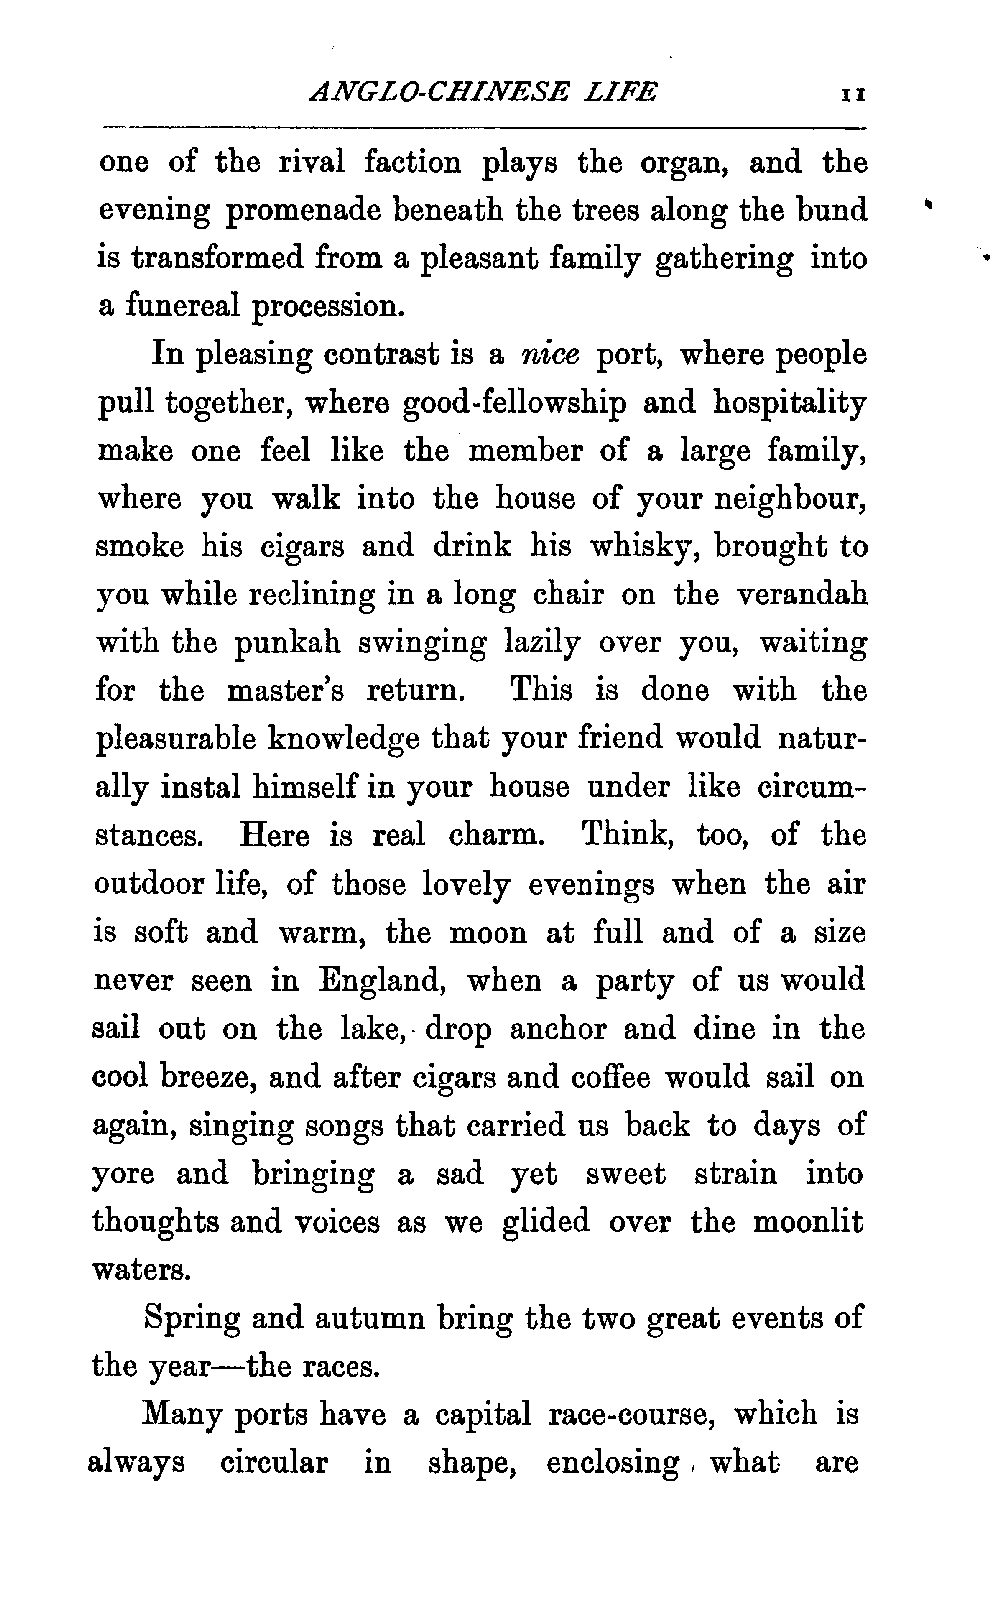 ANGLO-CHINESE LIFE 11
one of the rival faction plays the organ, and the
evening promenade beneath the trees along the bund
is transformed from a pleasant family gathering into
a funereal procession.
In pleasing contrast is a nice port, where people
pull together, where good-fellowship and hospitality
make one feel like the member of a large family,
where you walk into the house of your neighbour,
smoke his cigars and drink his whisky, brought to
you while reclining in a long chair on the verandah
with the punkah swinging lazily over you, waiting
for the master's return. This is done with the
pleasurable knowledge that your friend would natur-
ally instal himself in your house under like circum-
stances. Here is real charm. Think, too, of the
outdoor life, of those lovely evenings when the air
is soft and warm, the moon at full and of a size
never seen in England, when a party of us would
sail out on the lake, drop anchor and dine in the
cool breeze, and after cigars and coffee would sail on
again, singing songs that carried us back to days of
yore and bringing a sad yet sweet strain into
thoughts and voices as we glided over the moonlit
waters.
Spring and autumn bring the two great events of
the year—the races.
Many ports have a capital race-course, which is
always circular in shape, enclosing what are